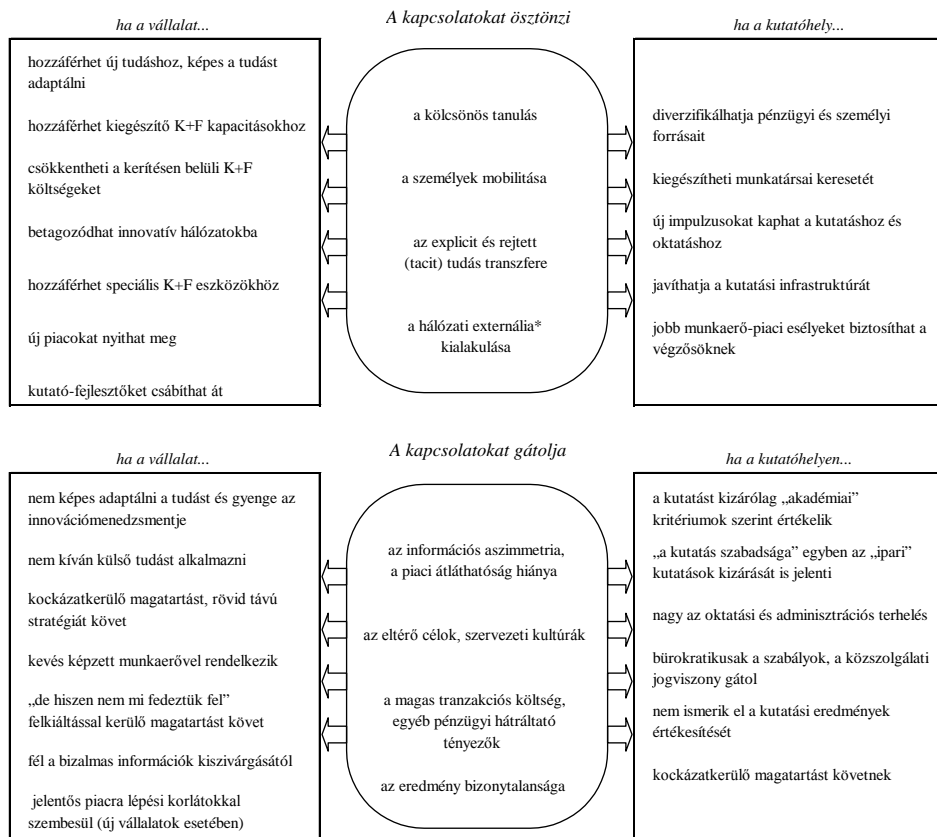 A kapcsolatokat ösztönzi
ha a vállalat...
hozzáférhet új tudáshoz, képes a tudást
adaptálni
hozzáférhet kiegészítő K+F kapacitásokhoz
csökkentheti a kerítésen belüli K+F
költségeket
betagozódhat innovatív hálózatokba
hozzáférhet speciális K+F eszközökhöz
új piacokat nyithat meg
kutató-fejlesztőket csábíthat át
a kölcsönös tanulás
a személyek mobilitása
az explicit és rejtett
(tacit) tudás transzfere
a hálózati externália*
kialakulása
ha a kutatóhely...
diverzifikálhatja pénzügyi és személyi
forrásait
kiegészítheti munkatársai keresetét
új impulzusokat kaphat a kutatáshoz és
oktatáshoz
javíthatja a kutatási infrastruktúrát
jobb munkaerő-piaci esélyeket biztosíthat a
végzősöknek
A kapcsolatokat gátolja
ha a vállalat...
nem képes adaptálni a tudást és gyenge az
innovációmenedzsmentje
nem kíván külső tudást alkalmazni
kockázatkerülő magatartást, rövid távú
stratégiát követ
kevés képzett munkaerővel rendelkezik
„de hiszen nem mi fedeztük fel”
felkiáltással kerülő magatartást követ
fél a bizalmas információk kiszivárgásától
jelentős piacra lépési korlátokkal
szembesül (új vállalatok esetében)
az információs aszimmetria,
a piaci átláthatóság hiánya
az eltérő célok, szervezeti kultúrák
a magas tranzakciós költség,
egyéb pénzügyi hátráltató
tényezők
az eredmény bizonytalansága
ha a kutatóhelyen...
a kutatást kizárólag „akadémiai”
kritériumok szerint értékelik
„a kutatás szabadsága” egyben az „ipari”
kutatások kizárását is jelenti
nagy az oktatási és adminisztrációs terhelés
bürokratikusak a szabályok, a közszolgálati
jogviszony gátol
nem ismerik el a kutatási eredmények
értékesítését
kockázatkerülő magatartást követnek